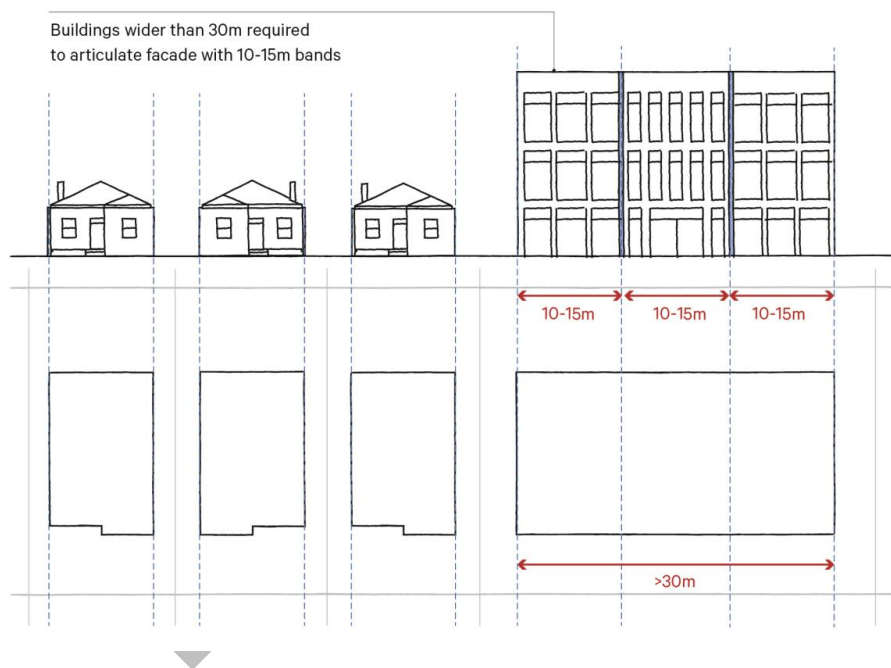 Buildings wider than 30m required
to articulate facade with 10-15m bands
10-15m
10-15m
10-15m
>30m